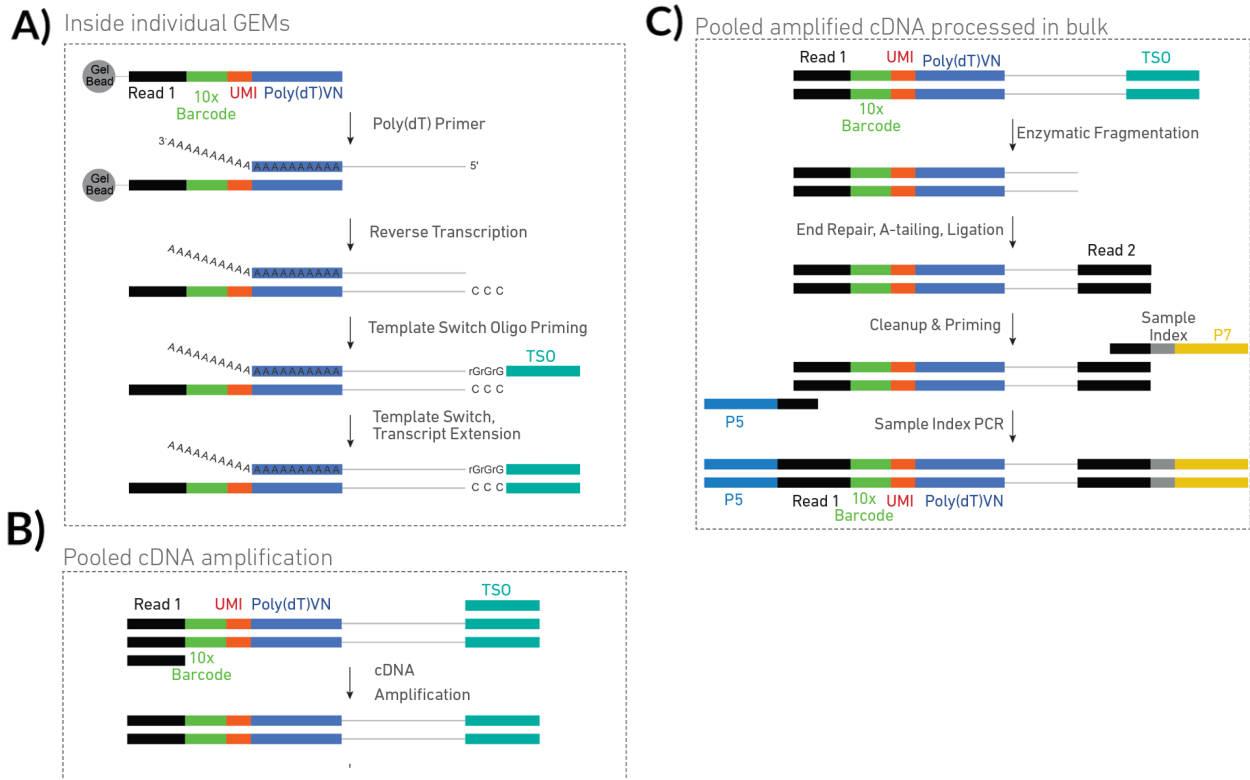 A) Inside individual GEMs
Gel
Bead
Read 1
10x
Barcode
UMI
Poly(dT)VN
Poly(dT) Primer
3'AAAAAAAAAA
AAAAAAAAAA
5'
Gel
Bead
Reverse Transcription
AAAAAAAAAA
AAAAAAAAAA
C C C
Template Switch Oligo Priming
TSO
AAAAAAAAAA
AAAAAAAAAA
rGrGrG
C C C
Template Switch,
Transcript Extension
AAAAAAAAAA
AAAAAAAAAA
rGrGrG
C C C
B) Pooled cDNA amplification
TSO
Read 1 UMI Poly(dT)VN
10x
Barcode
cDNA
Amplification
C) Pooled amplified cDNA processed in bulk
Read 1 UMI Poly(dT)VN TSO
10x
Barcode
Enzymatic Fragmentation
End Repair, A-tailing, Ligation
Read 2
Cleanup & Priming
Sample
Index P7
P5
Sample Index PCR
P5 Read 1 10x
Barcode UMI Poly(dT)VN